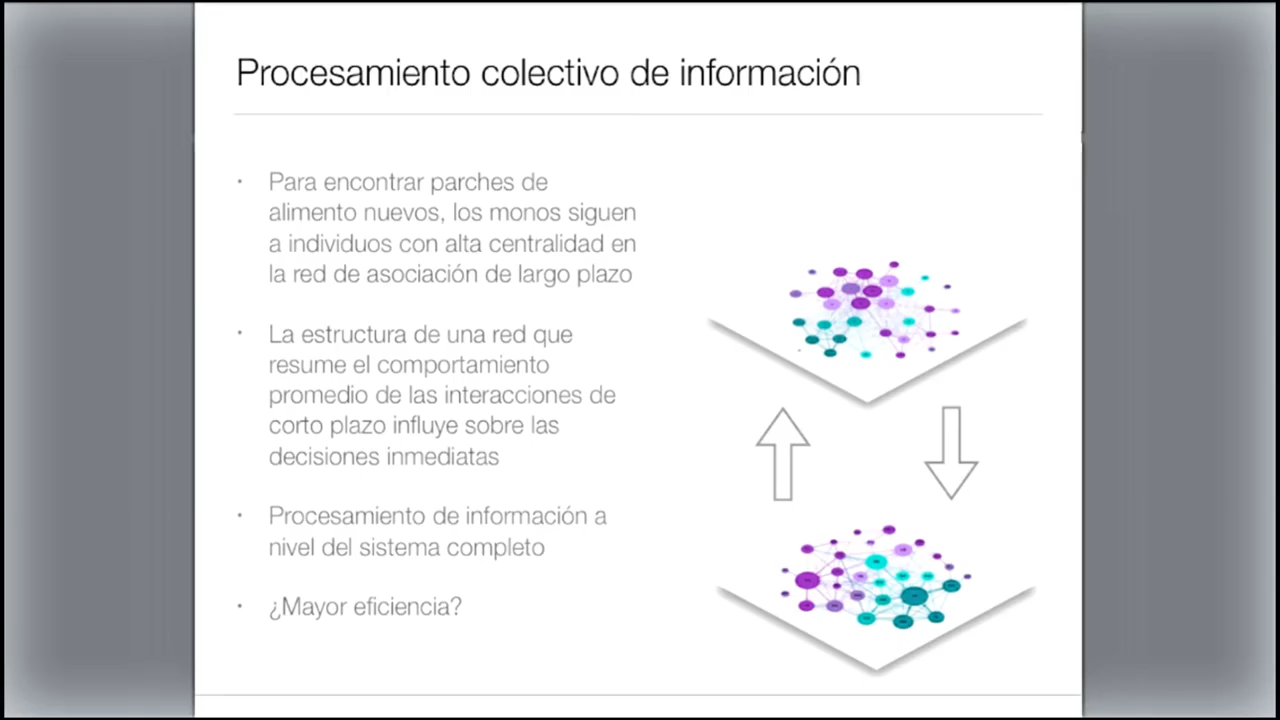 Procesamiento colectivo de información
• Para encontrar parches de
alimento nuevos, los monos siguen
a individuos con alta centralidad en
la red de asociación de largo plazo
• La estructura de una red que
resume el comportamiento
promedio de las interacciones de
corto plazo influye sobre las
decisiones inmediatas
• Procesamiento de información a
nivel del sistema completo
• ¿Mayor eficiencia?